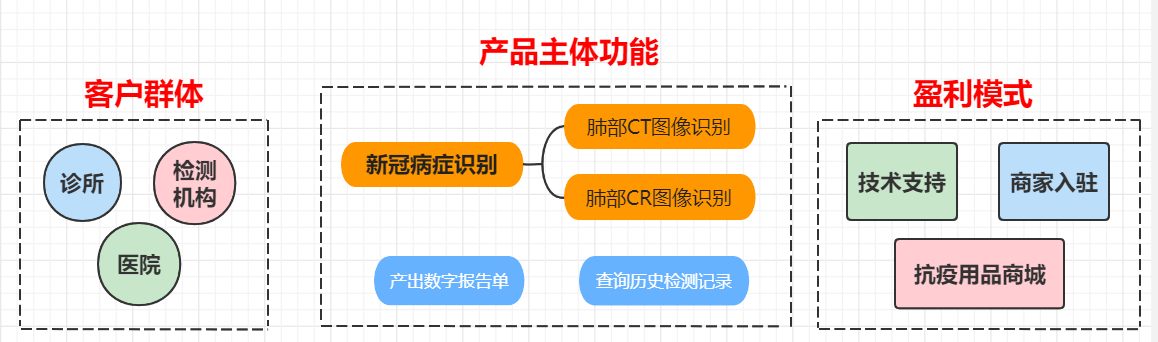 产品主体功能
客户群体
盈利模式
诊所
检测
机构
医院
新冠病症识别
肺部CT图像识别
肺部CR图像识别
产出数字报告单
查询历史检测记录
技术支持
商家入驻
抗疫用品商城